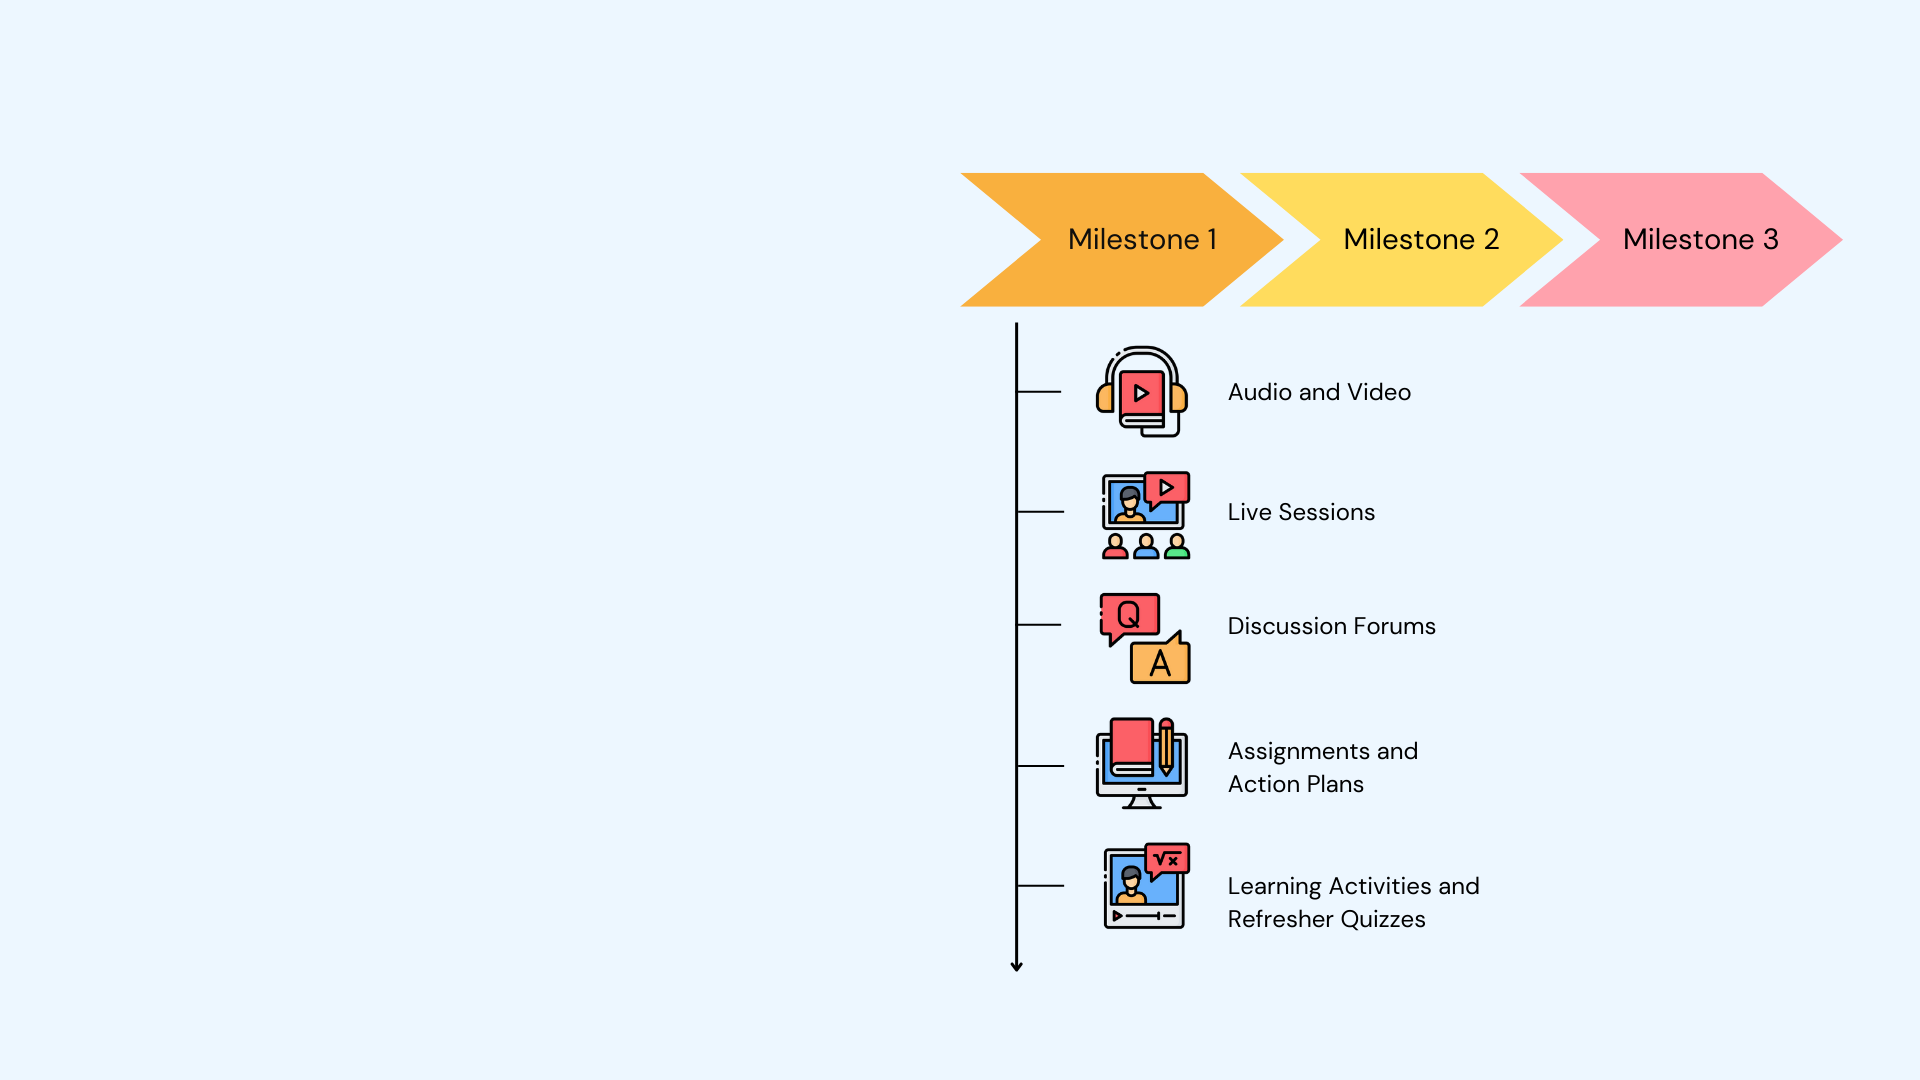 Milestone 1
Milestone 2
Milestone 3
Audio and Video
Live Sessions
Q
Discussion Forums
A
Assignments and
Action Plans
√x
Learning Activities and
Refresher Quizzes